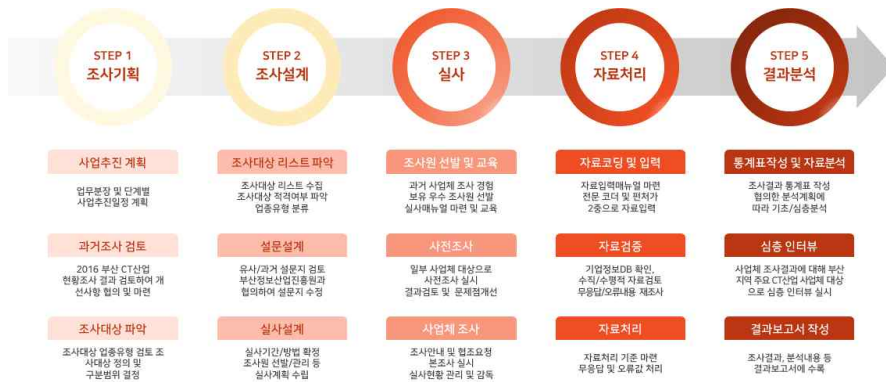 STEP 1
조사기획
STEP 2
조사설계
STEP 3
실사
STEP 4
자료처리
STEP 5
결과분석
사업추진 계획
업무분장 및 단계별
사업추진일정 계획
조사대상 리스트 파악
조사대상 리스트 수집
조사대상 적격여부 파악
업종유형 분류
조사원 선발 및 교육
과거 사업체 조사 경험
보유 우수 조사원 선발
실사매뉴얼 마련 및 교육
자료코딩 및 입력
자료입력매뉴얼 마련
전문 코더 및 펀처가
2중으로 자료입력
통계표작성 및 자료분석
조사결과 통계표 작성
협의한 분석계획에
따라 기초/심층분석
과거조사 검토
2016 부산 CT산업
현황조사 결과 검토하여 개
선사항 협의 및 마련
설문설계
유사/과거 설문지 검토
부산정보산업진흥원과
협의하여 설문지 수정
사전조사
일부 사업체 대상으로
사전조사 실시
결과검토 및 문제점개선
자료검증
기업정보DB 확인,
수직/수평적 자료검토
무응답/오류내용 재조사
심층 인터뷰
사업체 조사결과에 대해 부산
지역 주요 CT산업 사업체 대상
으로 심층 인터뷰 실시
조사대상 파악
조사대상 업종유형 검토 조
사대상 정의 및
구분범위 결정
실사설계
실사기간/방법 확정
조사원 선발/관리 등
실사계획 수립
사업체 조사
조사안내 및 협조요청
본조사 실시
실사현황 관리 및 감독
자료처리
자료처리 기준 마련
무응답 및 오류값 처리
결과보고서 작성
조사결과, 분석내용 등
결과보고서에 수록